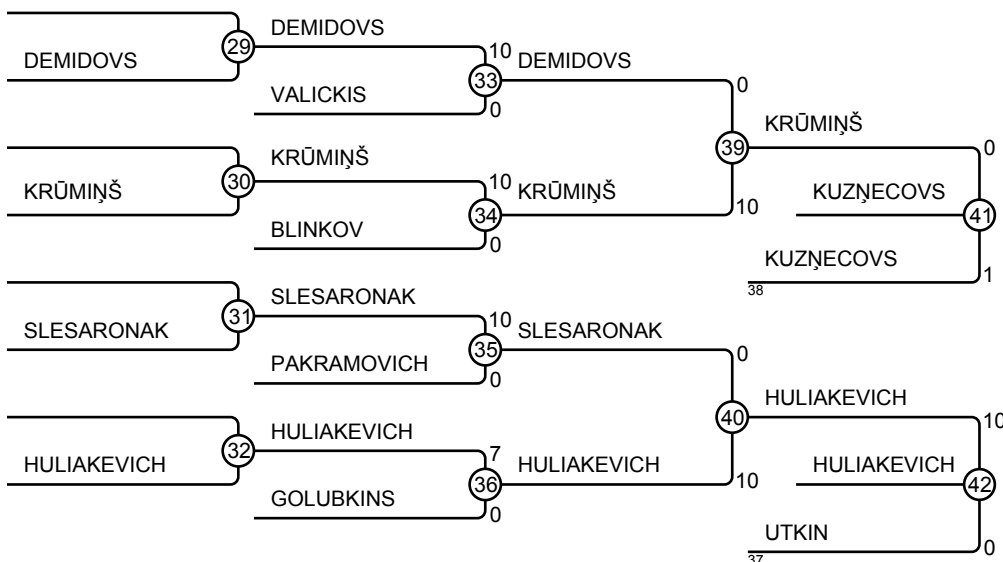 DEMIDOVS
29
DEMIDOVS
10
33
DEMIDOVS
VALICKIS
0
0
39
KRŪMIŅŠ
KRŪMIŅŠ
30
KRŪMIŅŠ
10
34
KRŪMIŅŠ
10
BLINKOV
0
0
KUZŅECOVS
41
KUZŅECOVS
38
1
SLESARONAK
31
SLESARONAK
10
35
SLESARONAK
PAKRAMOVICH
0
0
40
HULIAKEVICH
HULIAKEVICH
32
HULIAKEVICH
7
36
HULIAKEVICH
10
GOLUBKINS
0
10
HULIAKEVICH
42
UTKIN
37
0